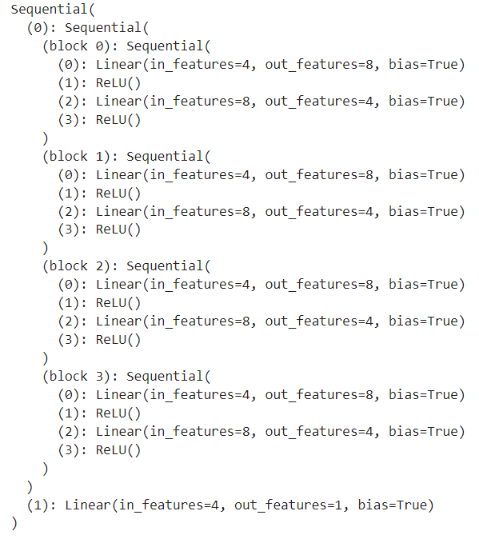 Sequential(
  (0): Sequential(
    (block 0): Sequential(
      (0): Linear(in_features=4, out_features=8, bias=True)
      (1): ReLU()
      (2): Linear(in_features=8, out_features=4, bias=True)
      (3): ReLU()
    )
    (block 1): Sequential(
      (0): Linear(in_features=4, out_features=8, bias=True)
      (1): ReLU()
      (2): Linear(in_features=8, out_features=4, bias=True)
      (3): ReLU()
    )
    (block 2): Sequential(
      (0): Linear(in_features=4, out_features=8, bias=True)
      (1): ReLU()
      (2): Linear(in_features=8, out_features=4, bias=True)
      (3): ReLU()
    )
    (block 3): Sequential(
      (0): Linear(in_features=4, out_features=8, bias=True)
      (1): ReLU()
      (2): Linear(in_features=8, out_features=4, bias=True)
      (3): ReLU()
    )
  )
  (1): Linear(in_features=4, out_features=1, bias=True)
)